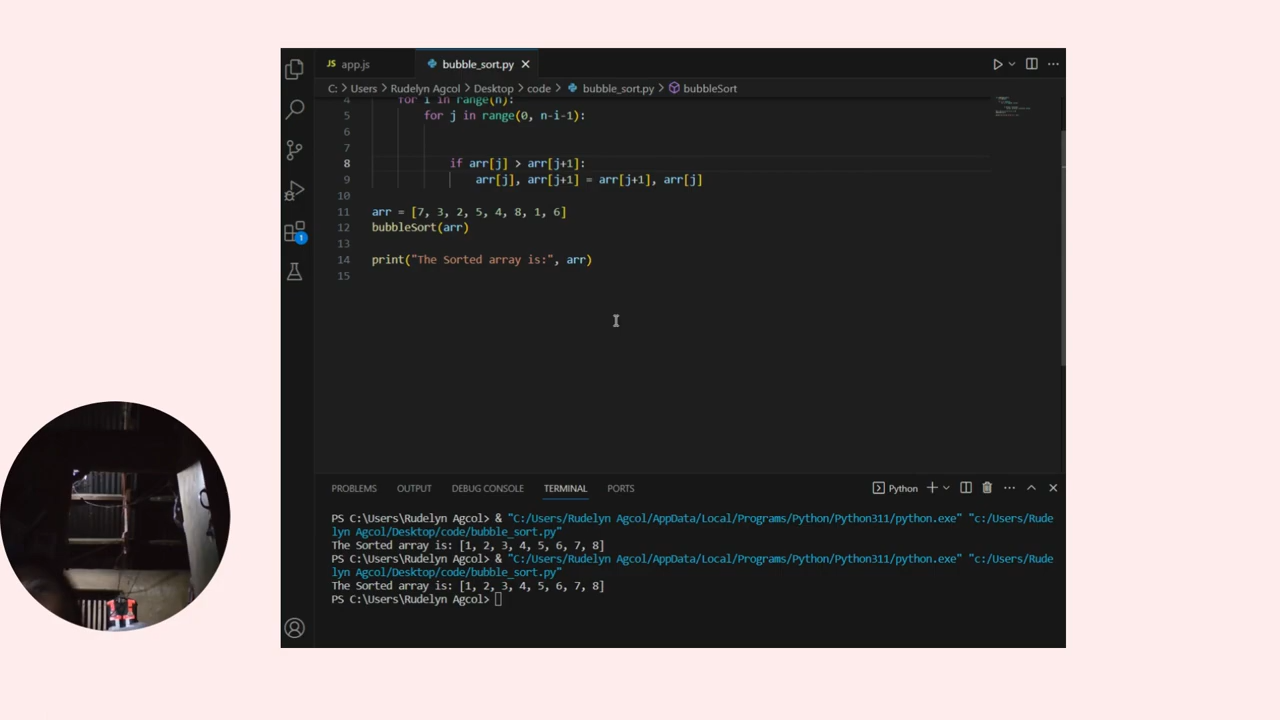 JS app.js
bubble_sort.py
C: > Users > Rudelyn Agcol > Desktop > code > bubble_sort.py > bubbleSort
4 for i in range(n):
5 for j in range(0, n-i-1):
6
7
8 if arr[j] > arr[j+1]:
9 arr[j], arr[j+1] = arr[j+1], arr[j]
10
11 arr = [7, 3, 2, 5, 4, 8, 1, 6]
12 bubbleSort(arr)
13
14 print("The Sorted array is:", arr)
15
1
PROBLEMS OUTPUT DEBUG CONSOLE TERMINAL PORTS Python
PS C:\Users\Rudelyn Agcol> & "C:/Users/Rudelyn Agcol/AppData/Local/Programs/Python/Python311/python.exe" "c:/Users/Rude
lyn Agcol/Desktop/code/bubble_sort.py"
The Sorted array is: [1, 2, 3, 4, 5, 6, 7, 8]
PS C:\Users\Rudelyn Agcol> & "C:/Users/Rudelyn Agcol/AppData/Local/Programs/Python/Python311/python.exe" "c:/Users/Rude
lyn Agcol/Desktop/code/bubble_sort.py"
The Sorted array is: [1, 2, 3, 4, 5, 6, 7, 8]
PS C:\Users\Rudelyn Agcol>